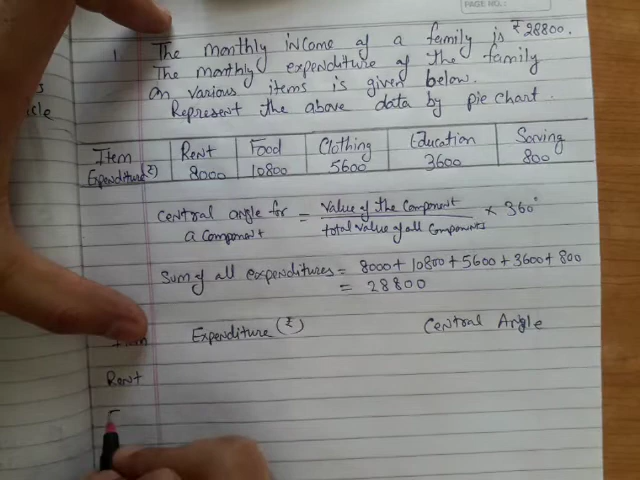 PAGE NO.:
1. The monthly income of a family is ₹ 28800.
The monthly expenditure of the family
on various items is given below.
Represent the above data by pie chart.
Item Rent Food Clothing Education Saving
Expenditure(₹) 8000 10800 5600 3600 800
Central angle for a Component = Value of the Component / total value of all Components × 360°
Sum of all expenditures = 8000 + 10800 + 5600 + 3600 + 800
= 28800
Item Expenditure (₹) Central Angle
Rent